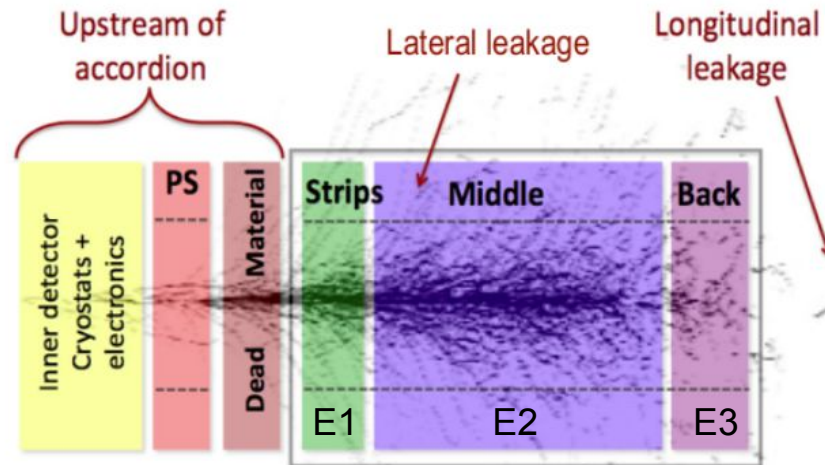 Upstream of
accordion
Lateral leakage
Longitudinal
leakage
Inner detector
Cryostats +
electronics
PS
Dead Material
Strips
Middle
Back
E1
E2
E3